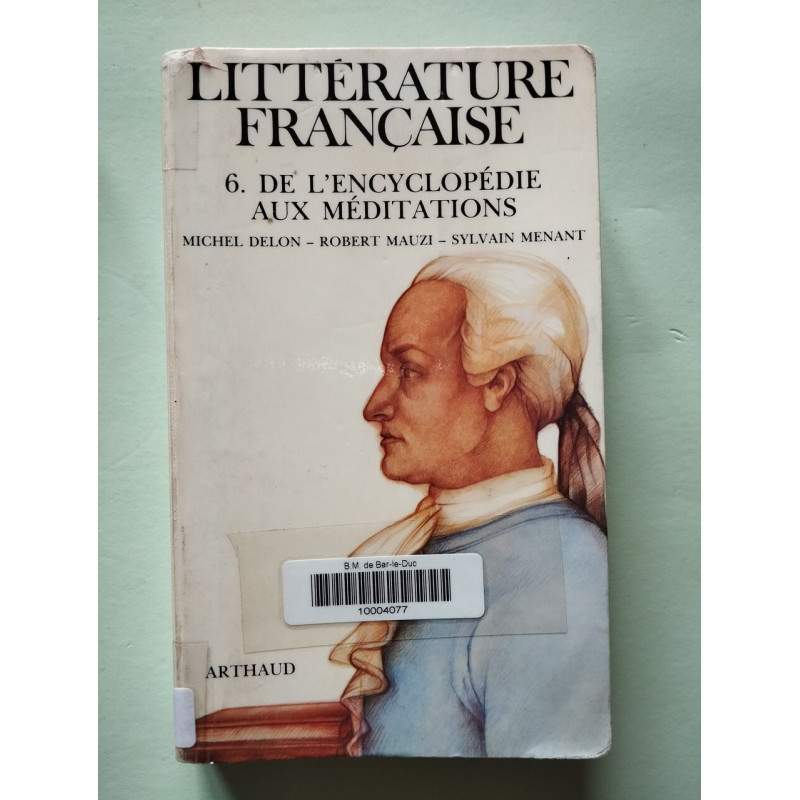 LITTÉRATURE
FRANÇAISE
6. DE L'ENCYCLOPÉDIE
AUX MÉDITATIONS
MICHEL DELON – ROBERT MAUZI – SYLVAIN MENANT
B.M. de Bar-le-Duc
10004077
ARTHAUD